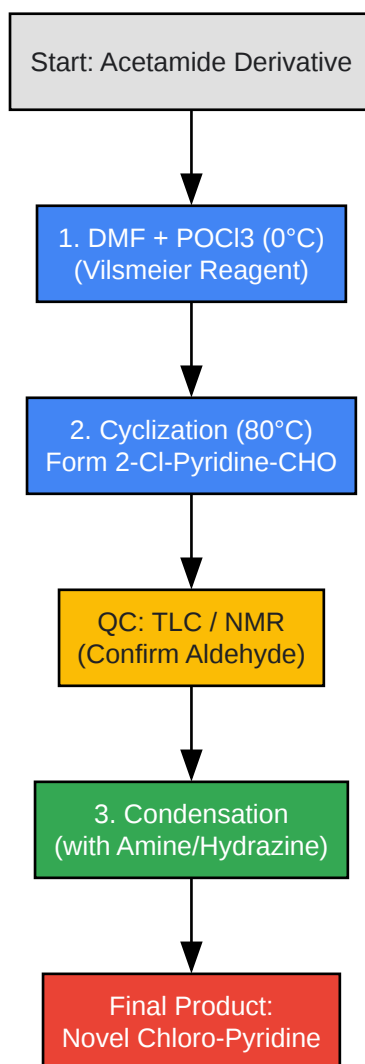 Start: Acetamide Derivative
1. DMF + POCl3 (0°C)
(Vilsmeier Reagent)
2. Cyclization (80°C)
Form 2-Cl-Pyridine-CHO
QC: TLC / NMR
(Confirm Aldehyde)
3. Condensation
(with Amine/Hydrazine)
Final Product:
Novel Chloro-Pyridine